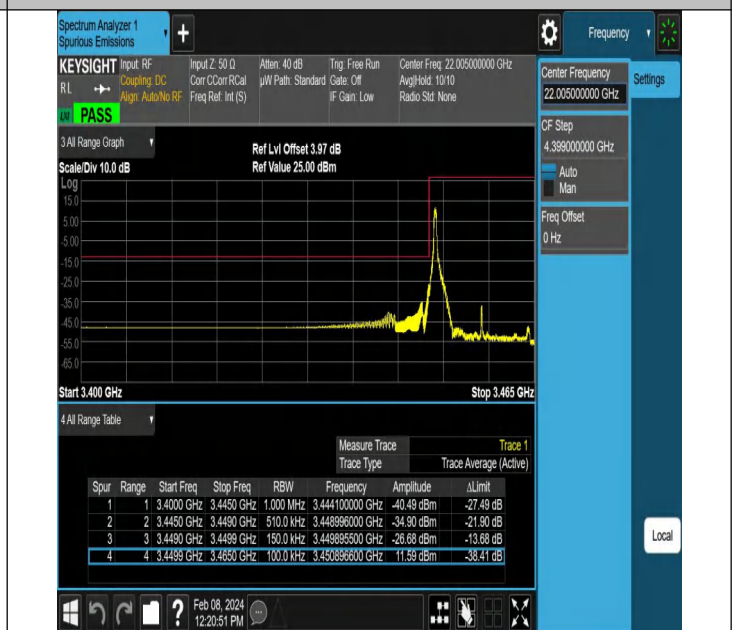 Spectrum Analyzer 1
Spurious Emissions
+
Frequency
KEYSIGHT Input: RF Input Z: 50 Ω Atten: 40 dB Trig: Free Run Center Freq: 22.005000000 GHz
RL Coupling: DC Corr CCorr RCal µW Path: Standard Gate: Off Avg|Hold: 10/10
Align: Auto/No RF Freq Ref: Int (S) IF Gain: Low Radio Std: None
LXI PASS
Center Frequency
22.005000000 GHz
Settings
CF Step
4.399000000 GHz
Auto
Man
Freq Offset
0 Hz
3 All Range Graph
Ref Lvl Offset 3.97 dB
Scale/Div 10.0 dB Ref Value 25.00 dBm
Log
15.0
5.00
-5.00
-15.0
-25.0
-35.0
-45.0
-55.0
-65.0
Start 3.400 GHz Stop 3.465 GHz
4 All Range Table
Measure Trace Trace 1
Trace Type Trace Average (Active)
Spur Range Start Freq Stop Freq RBW Frequency Amplitude ΔLimit
1 1 3.4000 GHz 3.4450 GHz 1.000 MHz 3.444100000 GHz -40.49 dBm -27.49 dB
2 2 3.4450 GHz 3.4490 GHz 510.0 kHz 3.448996000 GHz -34.90 dBm -21.90 dB
3 3 3.4490 GHz 3.4499 GHz 150.0 kHz 3.449895500 GHz -26.68 dBm -13.68 dB
4 4 3.4499 GHz 3.4650 GHz 100.0 kHz 3.450896600 GHz 11.59 dBm -38.41 dB
Local
? Feb 08, 2024
12:20:51 PM